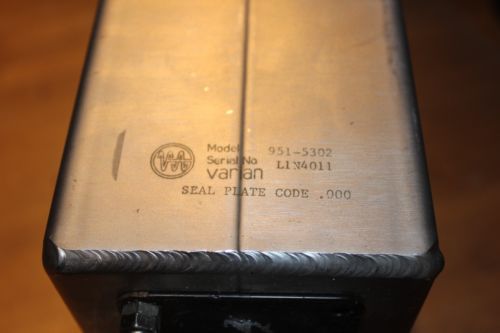 Model 951-5302
Serial No L1N4011
varian
SEAL PLATE CODE .000